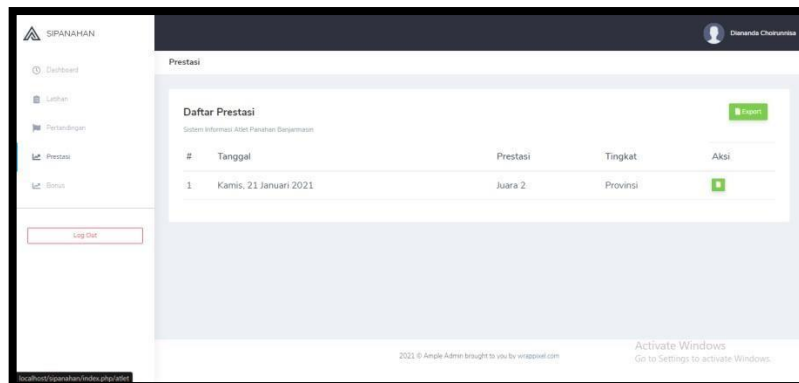 SIPANAHAN
Diananda Choirunnisa
Dashboard
Latihan
Pertandingan
Prestasi
Bonus
Log Out
Prestasi
Daftar Prestasi
Export
Sistem Informasi Atlet Panahan Banjarmasin
# Tanggal Prestasi Tingkat Aksi
1 Kamis, 21 Januari 2021 Juara 2 Provinsi
2021 © Ample Admin brought to you by wrappixel.com
Activate Windows
Go to Settings to activate Windows.
localhost/sipanahan/index.php/atlet